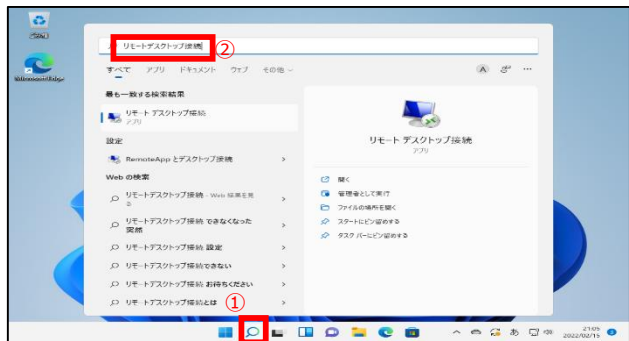 ごみ箱
リモートデスクトップ接続
②
Microsoft Edge
すべて アプリ ドキュメント ウェブ その他
A
最も一致する検索結果
リモート デスクトップ接続
アプリ
リモート デスクトップ接続
アプリ
設定
RemoteApp とデスクトップ接続
Web の検索
リモートデスクトップ接続 - Web 結果を見
る
リモートデスクトップ接続 できなくなった
突然
リモートデスクトップ接続 設定
リモートデスクトップ接続できない
リモートデスクトップ接続 お待ちください
リモートデスクトップ接続とは
開く
管理者として実行
ファイルの場所を開く
スタートにピン留めする
タスク バーにピン留めする
①
あ
21:05
2022/02/15